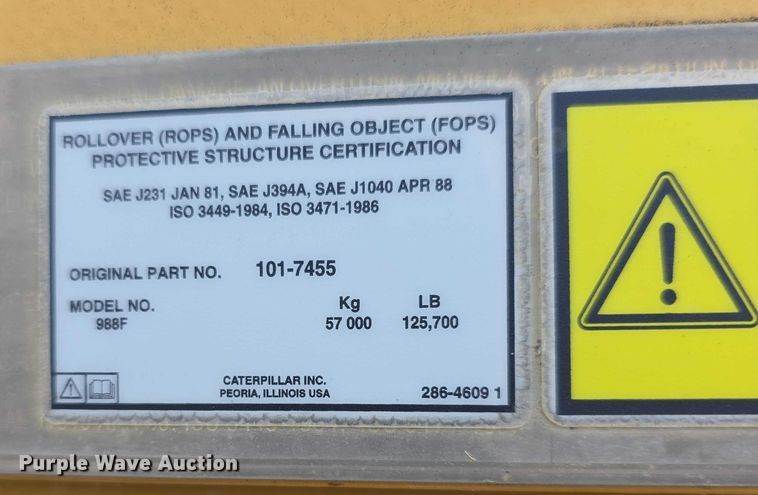 ROLLOVER (ROPS) AND FALLING OBJECT (FOPS)
PROTECTIVE STRUCTURE CERTIFICATION
SAE J231 JAN 81, SAE J394A, SAE J1040 APR 88
ISO 3449-1984, ISO 3471-1986
ORIGINAL PART NO. 101-7455
MODEL NO. Kg LB
988F 57 000 125,700
CATERPILLAR INC.
PEORIA, ILLINOIS USA 286-4609 1
Purple Wave Auction